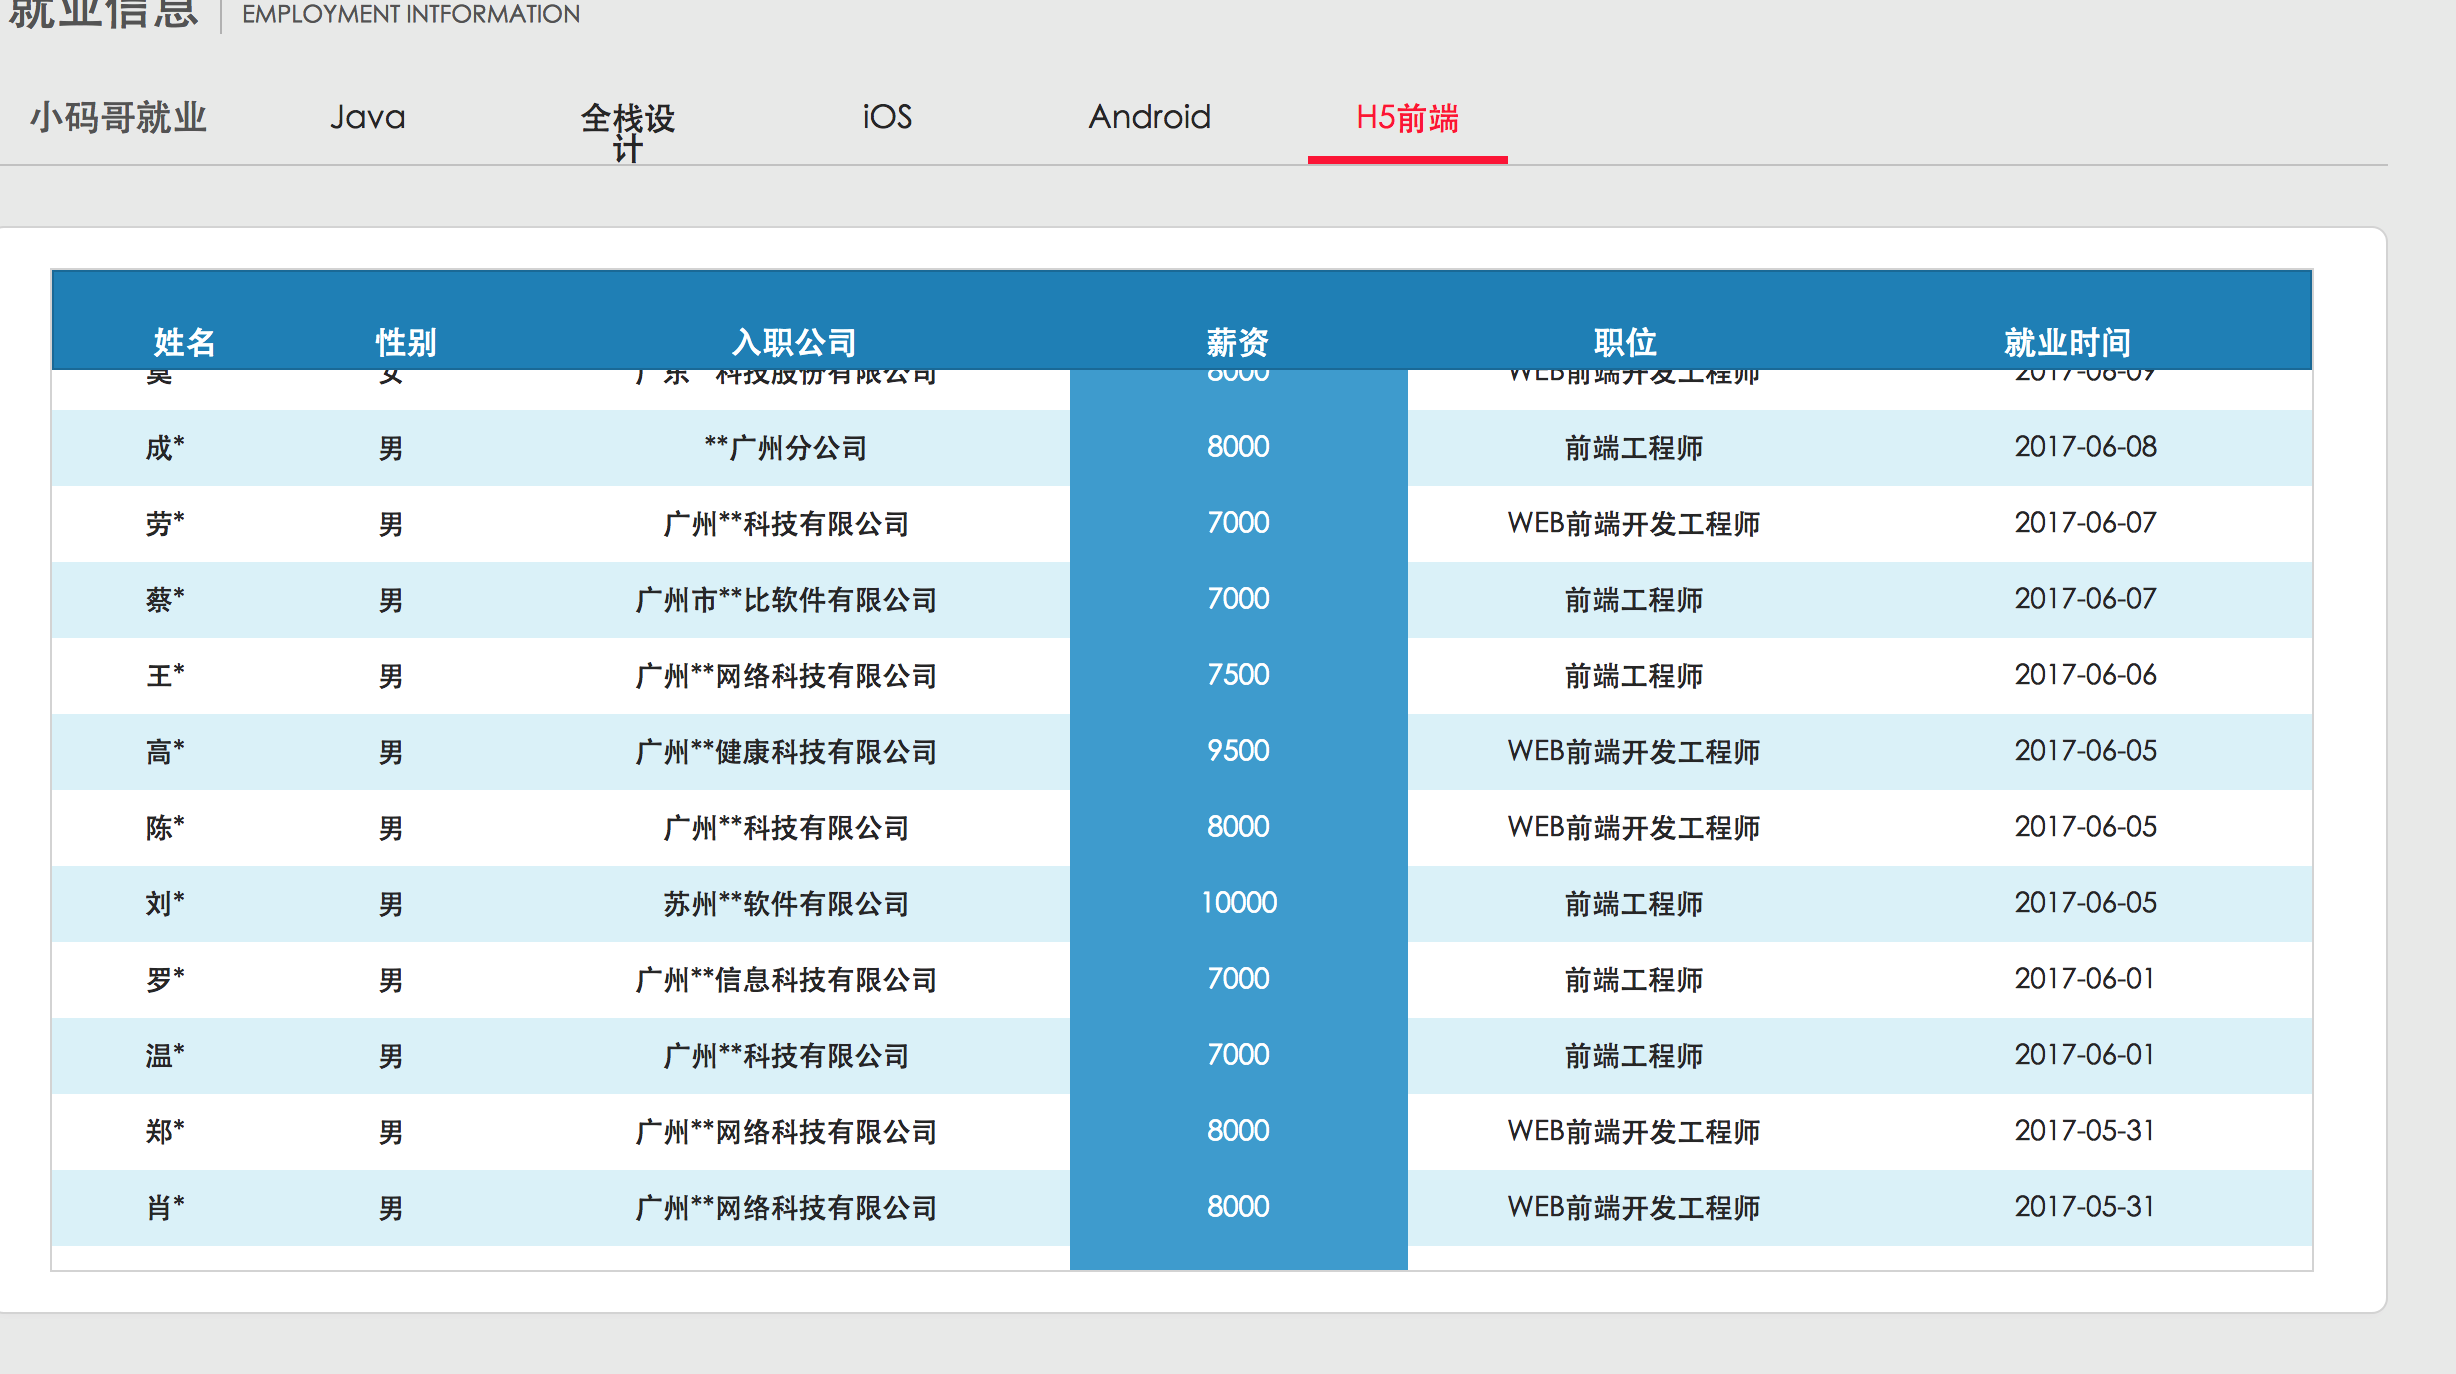 就业信息 EMPLOYMENT INTFORMATION
小码哥就业 Java 全栈设 iOS Android H5前端
计
姓名 性别 入职公司 薪资 职位 就业时间
莫 女 广东 科技股份有限公司 8000 WEB前端开发工程师 2017-06-09
成* 男 **广州分公司 8000 前端工程师 2017-06-08
劳* 男 广州**科技有限公司 7000 WEB前端开发工程师 2017-06-07
蔡* 男 广州市**比软件有限公司 7000 前端工程师 2017-06-07
王* 男 广州**网络科技有限公司 7500 前端工程师 2017-06-06
高* 男 广州**健康科技有限公司 9500 WEB前端开发工程师 2017-06-05
陈* 男 广州**科技有限公司 8000 WEB前端开发工程师 2017-06-05
刘* 男 苏州**软件有限公司 10000 前端工程师 2017-06-05
罗* 男 广州**信息科技有限公司 7000 前端工程师 2017-06-01
温* 男 广州**科技有限公司 7000 前端工程师 2017-06-01
郑* 男 广州**网络科技有限公司 8000 WEB前端开发工程师 2017-05-31
肖* 男 广州**网络科技有限公司 8000 WEB前端开发工程师 2017-05-31